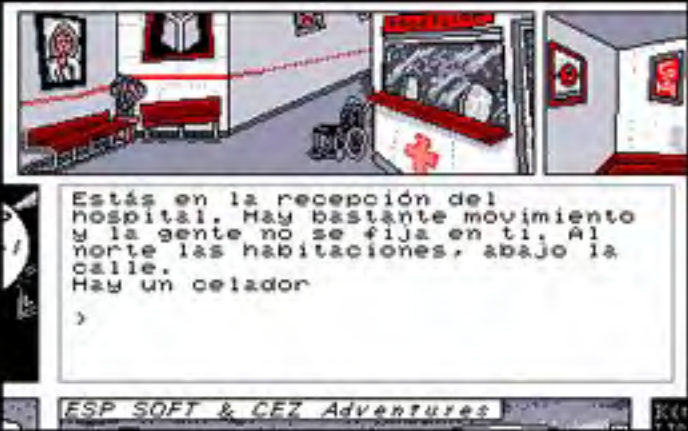 RECEPCION
Estás en la recepción del
hospital. Hay bastante movimiento
y la gente no se fija en ti. Al
norte las habitaciones, abajo la
calle.
Hay un celador
>
ESP SOFT & CEZ Adventures